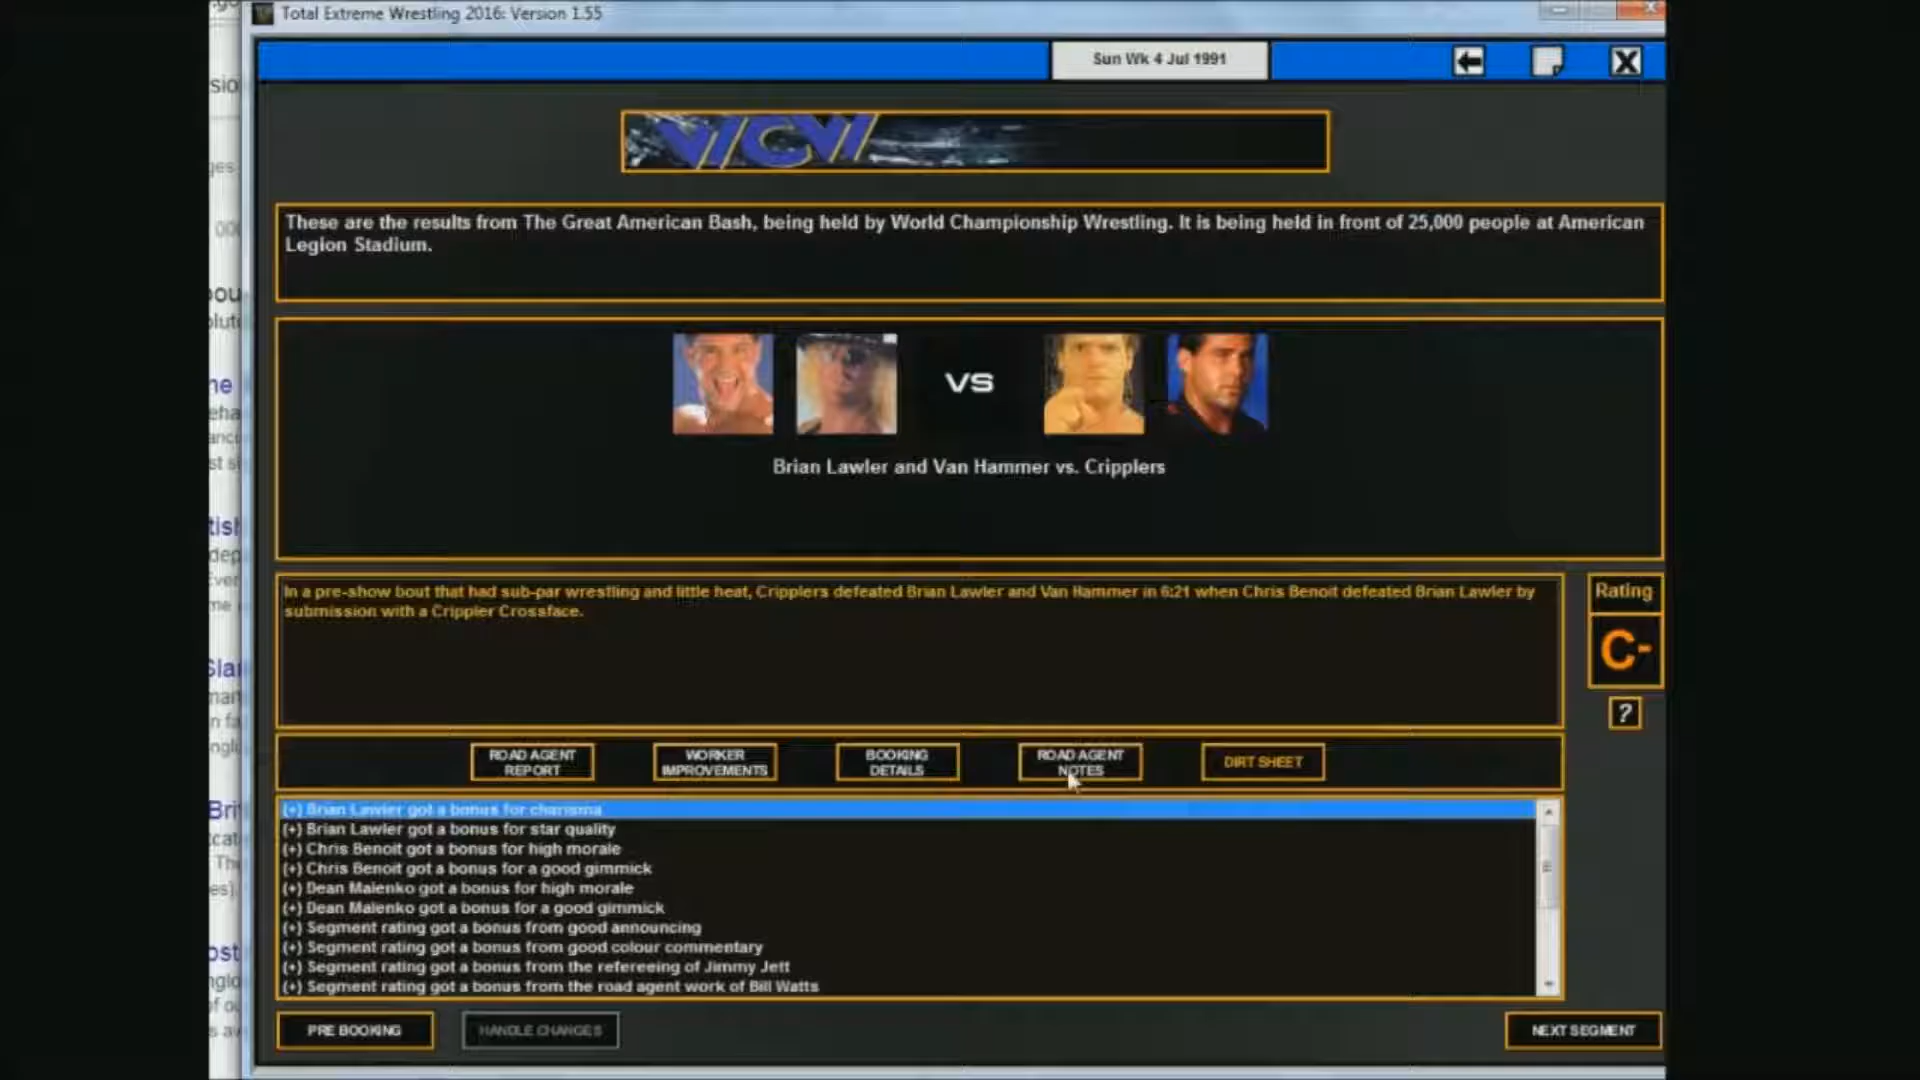 Total Extreme Wrestling 2016: Version 1.55
Sun Wk 4 Jul 1991
WCW
These are the results from The Great American Bash, being held by World Championship Wrestling. It is being held in front of 25,000 people at American
Legion Stadium.
VS
Brian Lawler and Van Hammer vs. Cripplers
In a pre-show bout that had sub-par wrestling and little heat, Cripplers defeated Brian Lawler and Van Hammer in 6:21 when Chris Benoit defeated Brian Lawler by
submission with a Crippler Crossface.
Rating
C-
?
ROAD AGENT
REPORT
WORKER
IMPROVEMENTS
BOOKING
DETAILS
ROAD AGENT
NOTES
DIRT SHEET
(+) Brian Lawler got a bonus for charisma
(+) Brian Lawler got a bonus for star quality
(+) Chris Benoit got a bonus for high morale
(+) Chris Benoit got a bonus for a good gimmick
(+) Dean Malenko got a bonus for high morale
(+) Dean Malenko got a bonus for a good gimmick
(+) Segment rating got a bonus from good announcing
(+) Segment rating got a bonus from good colour commentary
(+) Segment rating got a bonus from the refereeing of Jimmy Jett
(+) Segment rating got a bonus from the road agent work of Bill Watts
PRE BOOKING
HANDLE CHANGES
NEXT SEGMENT